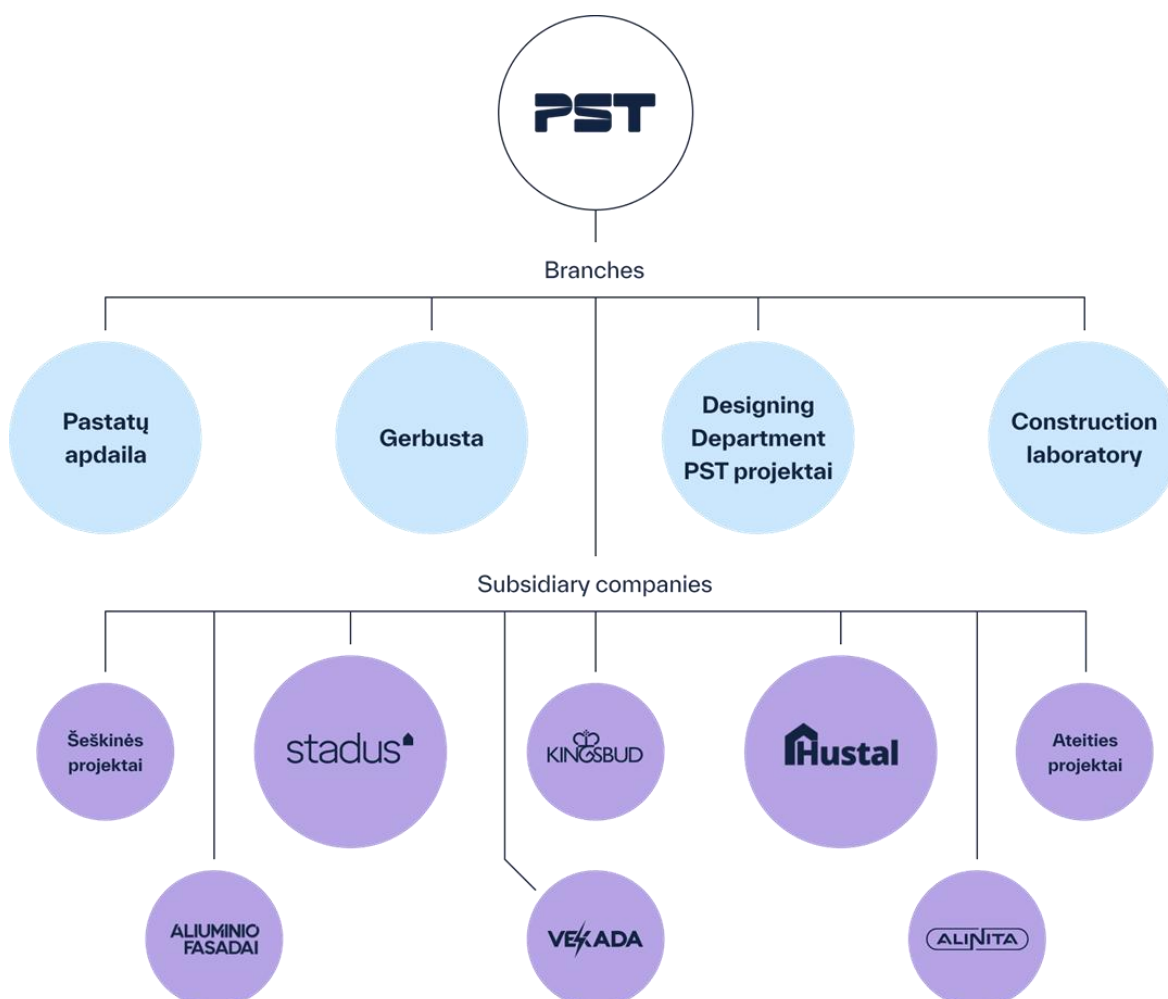 PST
Branches
Pastatų
apdaila
Gerbusta
Designing
Department
PST projektai
Construction
laboratory
Subsidiary companies
Šeškinės
projektai
stadus
KINGSBUD
Hustal
Ateities
projektai
ALIUMINIO
FASADAI
VEKADA
ALINITA